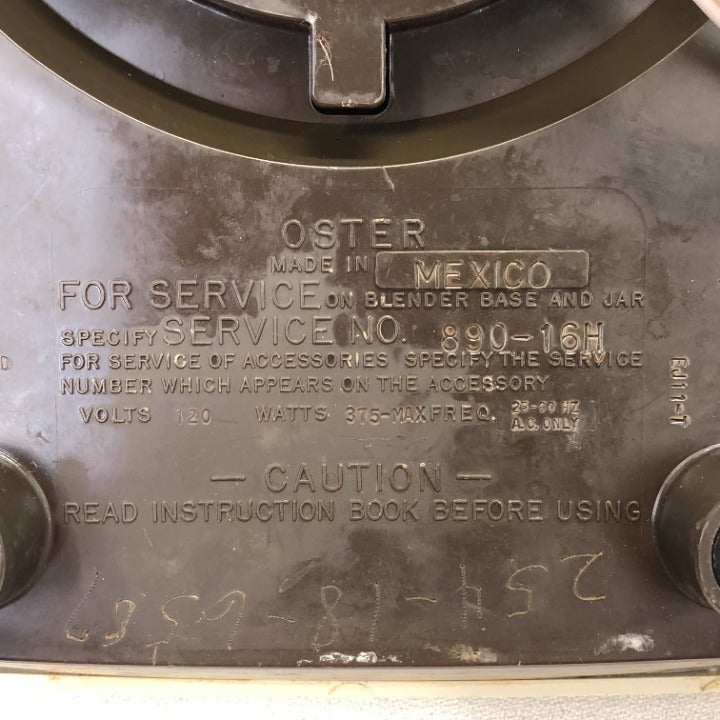 OSTER
MADE IN MEXICO
FOR SERVICE ON BLENDER BASE AND JAR
SPECIFY SERVICE NO. 890-16H
FOR SERVICE OF ACCESSORIES SPECIFY THE SERVICE
NUMBER WHICH APPEARS ON THE ACCESSORY
VOLTS 120 WATTS 375-MAX FREQ. 25-60 HZ
A.C. ONLY
— CAUTION —
READ INSTRUCTION BOOK BEFORE USING
EJ11-1